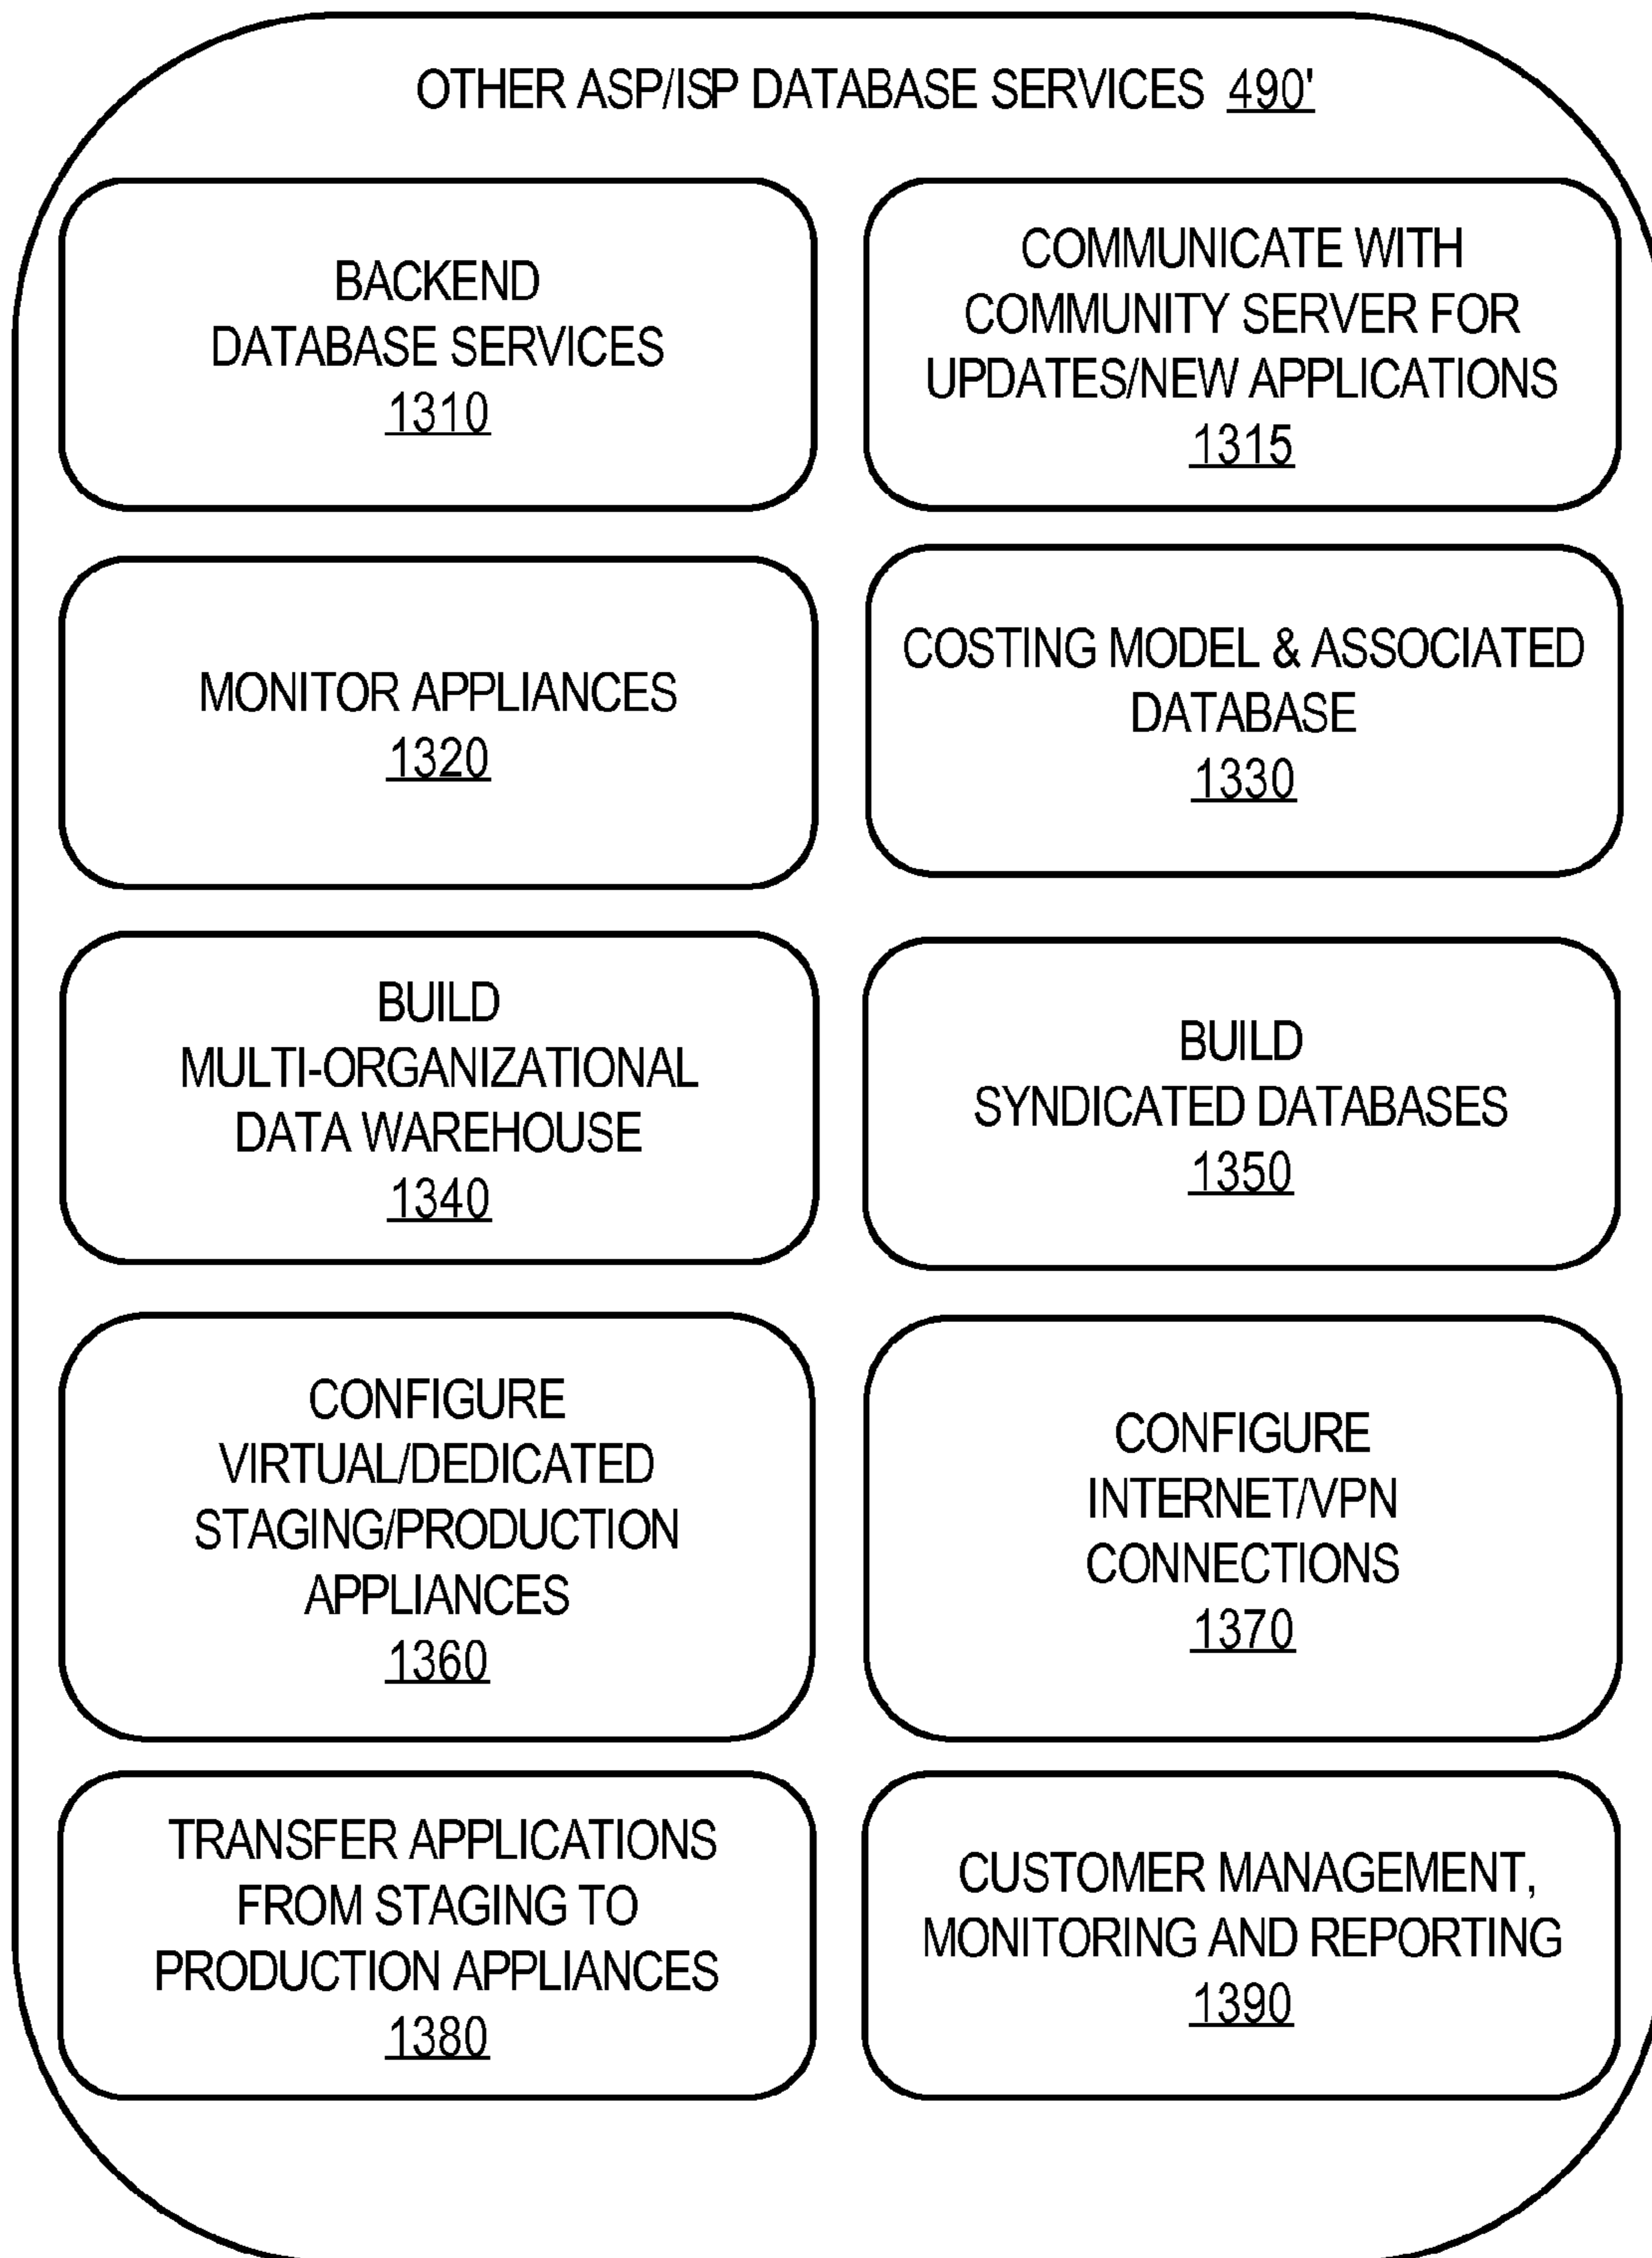 OTHER ASP/ISP DATABASE SERVICES 490'
BACKEND
DATABASE SERVICES
1310
COMMUNICATE WITH
COMMUNITY SERVER FOR
UPDATES/NEW APPLICATIONS
1315
MONITOR APPLIANCES
1320
COSTING MODEL & ASSOCIATED
DATABASE
1330
BUILD
MULTI-ORGANIZATIONAL
DATA WAREHOUSE
1340
BUILD
SYNDICATED DATABASES
1350
CONFIGURE
VIRTUAL/DEDICATED
STAGING/PRODUCTION
APPLIANCES
1360
CONFIGURE
INTERNET/VPN
CONNECTIONS
1370
TRANSFER APPLICATIONS
FROM STAGING TO
PRODUCTION APPLIANCES
1380
CUSTOMER MANAGEMENT,
MONITORING AND REPORTING
1390